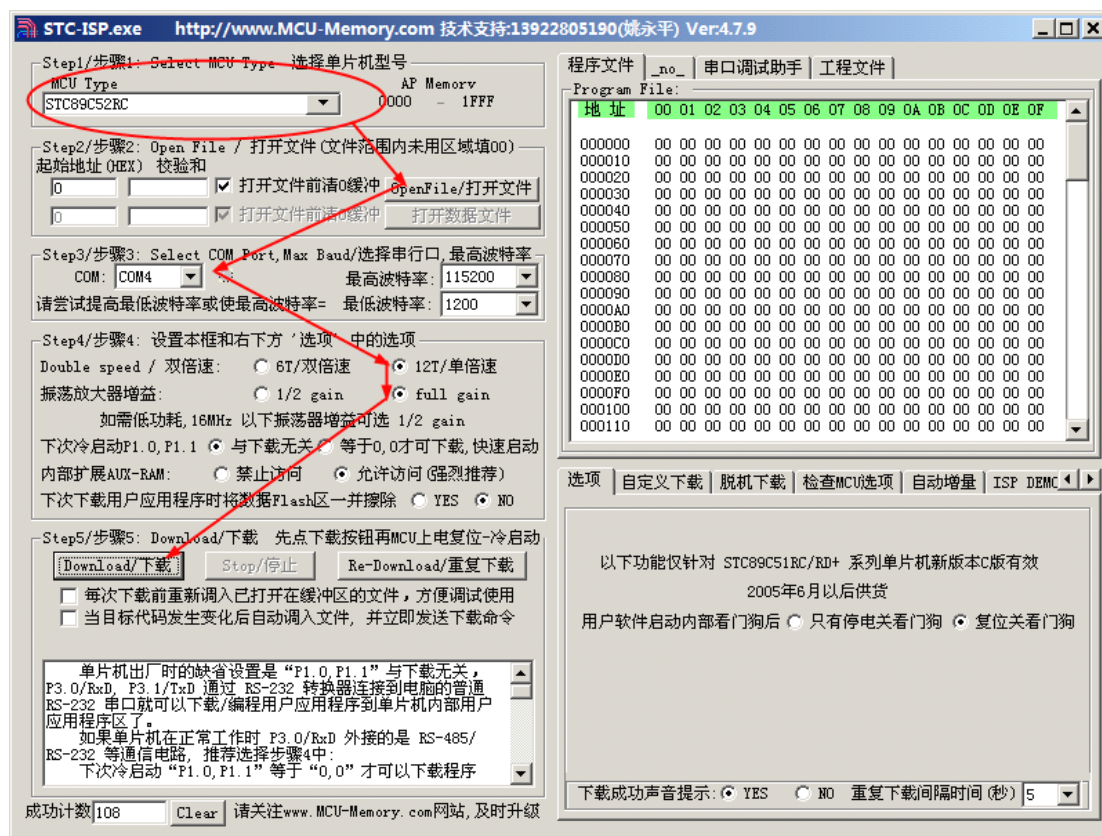 STC-ISP.exe http://www.MCU-Memory.com 技术支持:13922805190(姚永平) Ver:4.7.9
Step1/步骤1: Select MCU Type 选择单片机型号
MCU Type AP Memory
STC89C52RC 0000 - 1FFF
Step2/步骤2: Open File / 打开文件(文件范围内未用区域填00)
起始地址(HEX) 校验和
0 打开文件前清0缓冲 OpenFile/打开文件
0 打开文件前清0缓冲 打开数据文件
Step3/步骤3: Select COM Port,Max Baud/选择串行口,最高波特率
COM: COM4 最高波特率: 115200
请尝试提高最低波特率或使最高波特率= 最低波特率: 1200
Step4/步骤4: 设置本框和右下方 '选项' 中的选项
Double speed / 双倍速: 6T/双倍速 12T/单倍速
振荡放大器增益: 1/2 gain full gain
如需低功耗,16MHz 以下振荡器增益可选 1/2 gain
下次冷启动P1.0,P1.1 与下载无关 等于0,0才可下载,快速启动
内部扩展AUX-RAM: 禁止访问 允许访问(强烈推荐)
下次下载用户应用程序时将数据Flash区一并擦除 YES NO
Step5/步骤5: Download/下载 先点下载按钮再MCU上电复位-冷启动
Download/下载 Stop/停止 Re-Download/重复下载
每次下载前重新调入已打开在缓冲区的文件，方便调试使用
当目标代码发生变化后自动调入文件，并立即发送下载命令
单片机出厂时的缺省设置是“P1.0,P1.1”与下载无关，
P3.0/RxD, P3.1/TxD 通过 RS-232 转换器连接到电脑的普通
RS-232 串口就可以下载/编程用户应用程序到单片机内部用户
应用程序区了。
如果单片机在正常工作时 P3.0/RxD 外接的是 RS-485/
RS-232 等通信电路，推荐选择步骤4中:
下次冷启动“P1.0,P1.1”等于“0,0”才可以下载程序
成功计数 108 Clear 请关注www.MCU-Memory.com网站,及时升级
程序文件 _no_ 串口调试助手 工程文件
Program File:
地 址 00 01 02 03 04 05 06 07 08 09 0A 0B 0C 0D 0E 0F
000000 00 00 00 00 00 00 00 00 00 00 00 00 00 00 00 00
000010 00 00 00 00 00 00 00 00 00 00 00 00 00 00 00 00
000020 00 00 00 00 00 00 00 00 00 00 00 00 00 00 00 00
000030 00 00 00 00 00 00 00 00 00 00 00 00 00 00 00 00
000040 00 00 00 00 00 00 00 00 00 00 00 00 00 00 00 00
000050 00 00 00 00 00 00 00 00 00 00 00 00 00 00 00 00
000060 00 00 00 00 00 00 00 00 00 00 00 00 00 00 00 00
000070 00 00 00 00 00 00 00 00 00 00 00 00 00 00 00 00
000080 00 00 00 00 00 00 00 00 00 00 00 00 00 00 00 00
000090 00 00 00 00 00 00 00 00 00 00 00 00 00 00 00 00
0000A0 00 00 00 00 00 00 00 00 00 00 00 00 00 00 00 00
0000B0 00 00 00 00 00 00 00 00 00 00 00 00 00 00 00 00
0000C0 00 00 00 00 00 00 00 00 00 00 00 00 00 00 00 00
0000D0 00 00 00 00 00 00 00 00 00 00 00 00 00 00 00 00
0000E0 00 00 00 00 00 00 00 00 00 00 00 00 00 00 00 00
0000F0 00 00 00 00 00 00 00 00 00 00 00 00 00 00 00 00
000100 00 00 00 00 00 00 00 00 00 00 00 00 00 00 00 00
000110 00 00 00 00 00 00 00 00 00 00 00 00 00 00 00 00
选项 自定义下载 脱机下载 检查MCU选项 自动增量 ISP DEMC
以下功能仅针对 STC89C51RC/RD+ 系列单片机新版本C版有效
2005年6月以后供货
用户软件启动内部看门狗后 只有停电关看门狗 复位关看门狗
下载成功声音提示: YES NO 重复下载间隔时间(秒) 5